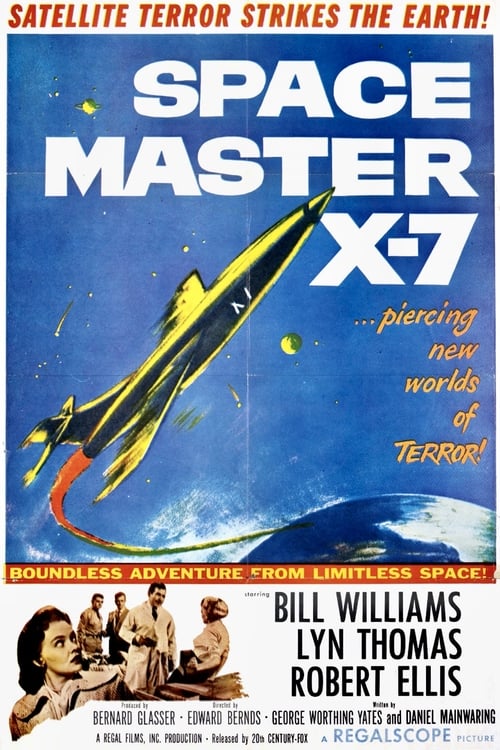 SATELLITE TERROR STRIKES THE EARTH!
SPACE
MASTER
X-7
...piercing
new
worlds
of
TERROR!
BOUNDLESS ADVENTURE FROM LIMITLESS SPACE!
starring
BILL WILLIAMS
LYN THOMAS
ROBERT ELLIS
Produced by
BERNARD GLASSER ·
Directed by
EDWARD BERNDS ·
Written by
GEORGE WORTHING YATES and DANIEL MAINWARING
A REGAL FILMS, INC. PRODUCTION · Released by 20th CENTURY-FOX
A REGALSCOPE PICTURE